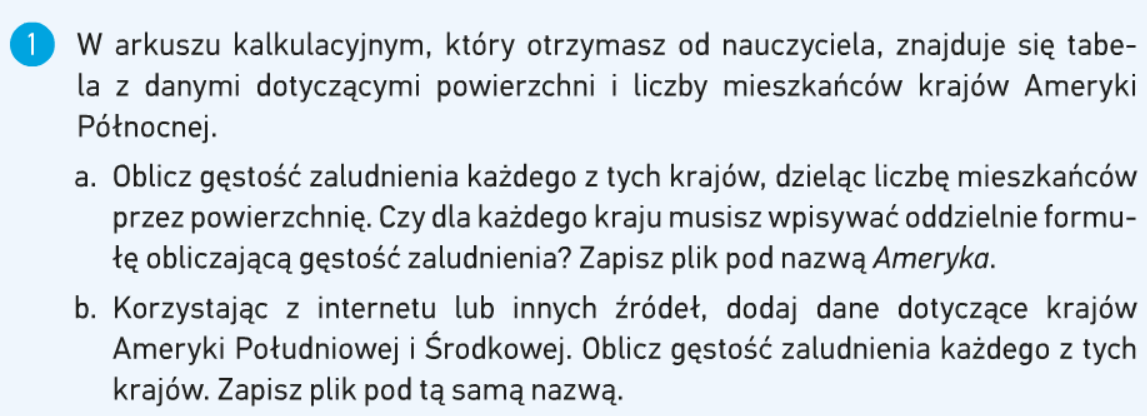 1 W arkuszu kalkulacyjnym, który otrzymasz od nauczyciela, znajduje się tabe-
la z danymi dotyczącymi powierzchni i liczby mieszkańców krajów Ameryki
Północnej.
a. Oblicz gęstość zaludnienia każdego z tych krajów, dzieląc liczbę mieszkańców
przez powierzchnię. Czy dla każdego kraju musisz wpisywać oddzielnie formu-
łę obliczającą gęstość zaludnienia? Zapisz plik pod nazwą Ameryka.
b. Korzystając z internetu lub innych źródeł, dodaj dane dotyczące krajów
Ameryki Południowej i Środkowej. Oblicz gęstość zaludnienia każdego z tych
krajów. Zapisz plik pod tą samą nazwą.